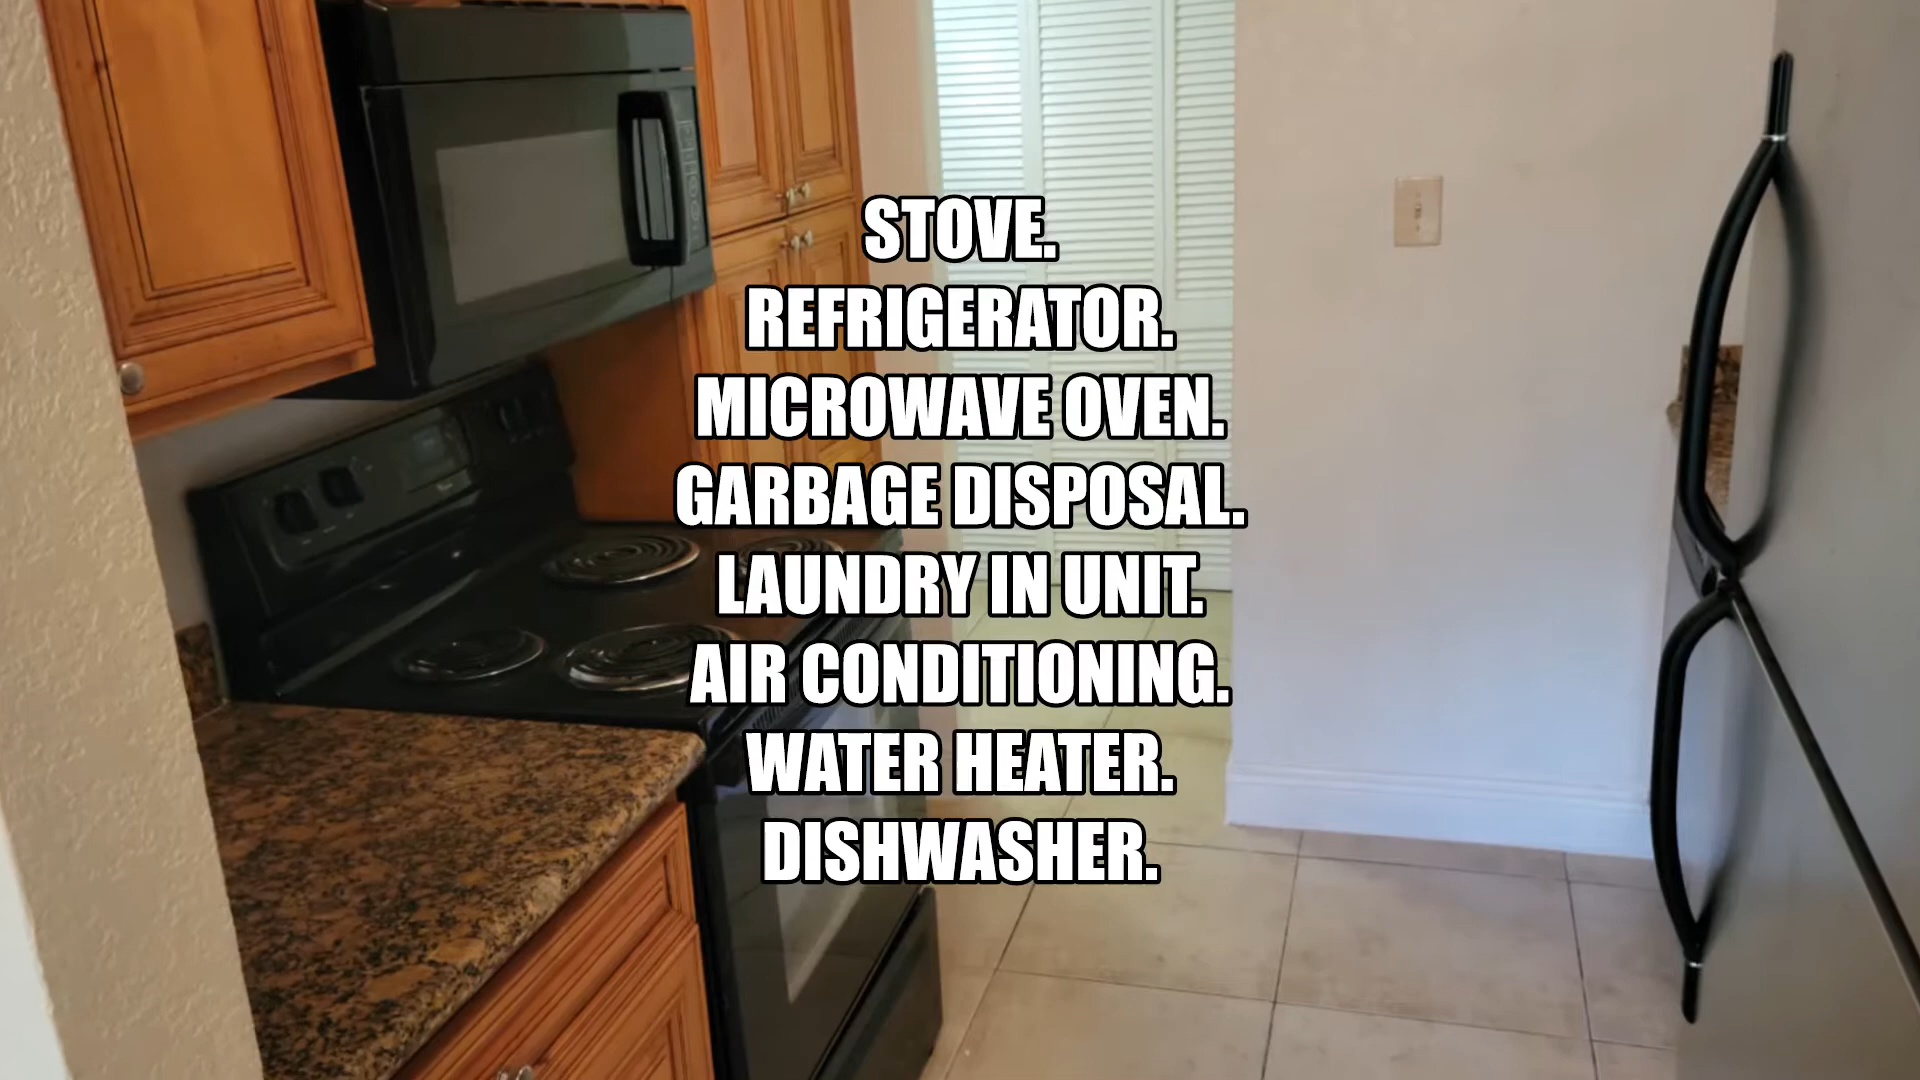 STOVE.
REFRIGERATOR.
MICROWAVE OVEN.
GARBAGE DISPOSAL.
LAUNDRY IN UNIT.
AIR CONDITIONING.
WATER HEATER.
DISHWASHER.